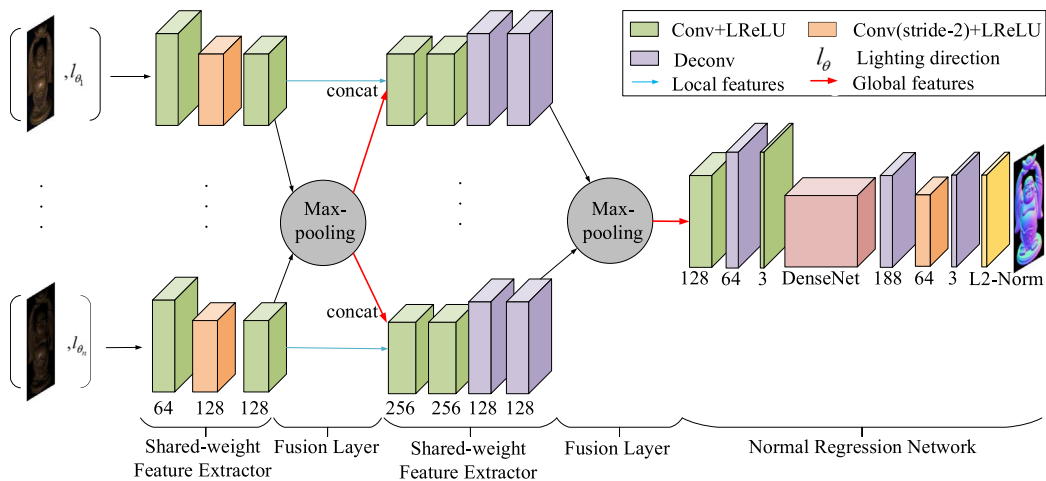 Conv+LReLU
Conv(stride-2)+LReLU
Deconv
l_θ
Lighting direction
Local features
Global features
, l_θ₁
concat
Max-
pooling
Max-
pooling
128
64
3
DenseNet
188
64
3
L2-Norm
, l_θₙ
concat
64
128
128
256
256
128
128
Shared-weight
Feature Extractor
Fusion Layer
Shared-weight
Feature Extractor
Fusion Layer
Normal Regression Network